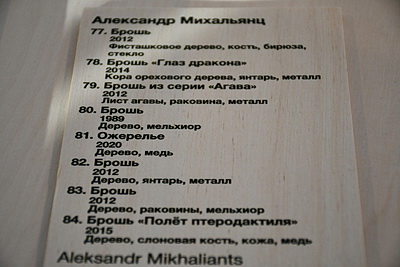 Александр Михальянц
77. Брошь
2012
Фисташковое дерево, кость, бирюза,
стекло
78. Брошь «Глаз дракона»
2014
Кора орехового дерева, янтарь, металл
79. Брошь из серии «Агава»
2012
Лист агавы, раковина, металл
80. Брошь
1989
Дерево, мельхиор
81. Ожерелье
2020
Дерево, медь
82. Брошь
2012
Дерево, янтарь, металл
83. Брошь
2012
Дерево, раковины, мельхиор
84. Брошь «Полёт птеродактиля»
2015
Дерево, слоновая кость, кожа, медь
Aleksandr Mikhaliants